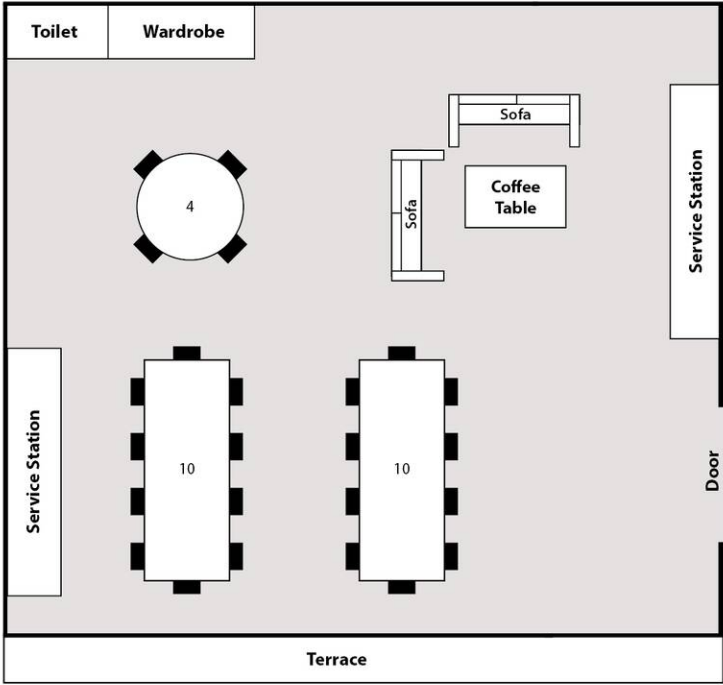 Toilet
Wardrobe
Sofa
Coffee
Table
Sofa
4
Service Station
Service Station
10
10
Door
Terrace